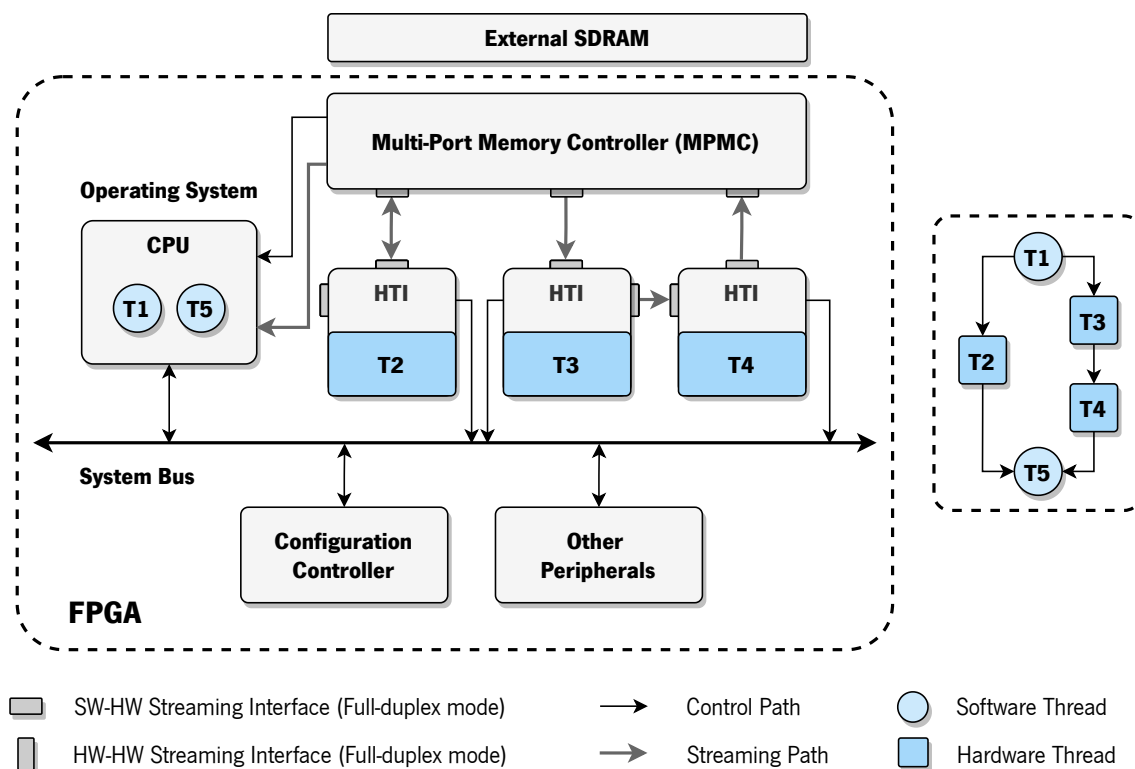 External SDRAM
Multi-Port Memory Controller (MPMC)
Operating System
CPU
T1
T5
HTI
T2
HTI
T3
HTI
T4
System Bus
Configuration
Controller
Other
Peripherals
FPGA
T1
T3
T2
T4
T5
SW-HW Streaming Interface (Full-duplex mode)
Control Path
Software Thread
HW-HW Streaming Interface (Full-duplex mode)
Streaming Path
Hardware Thread